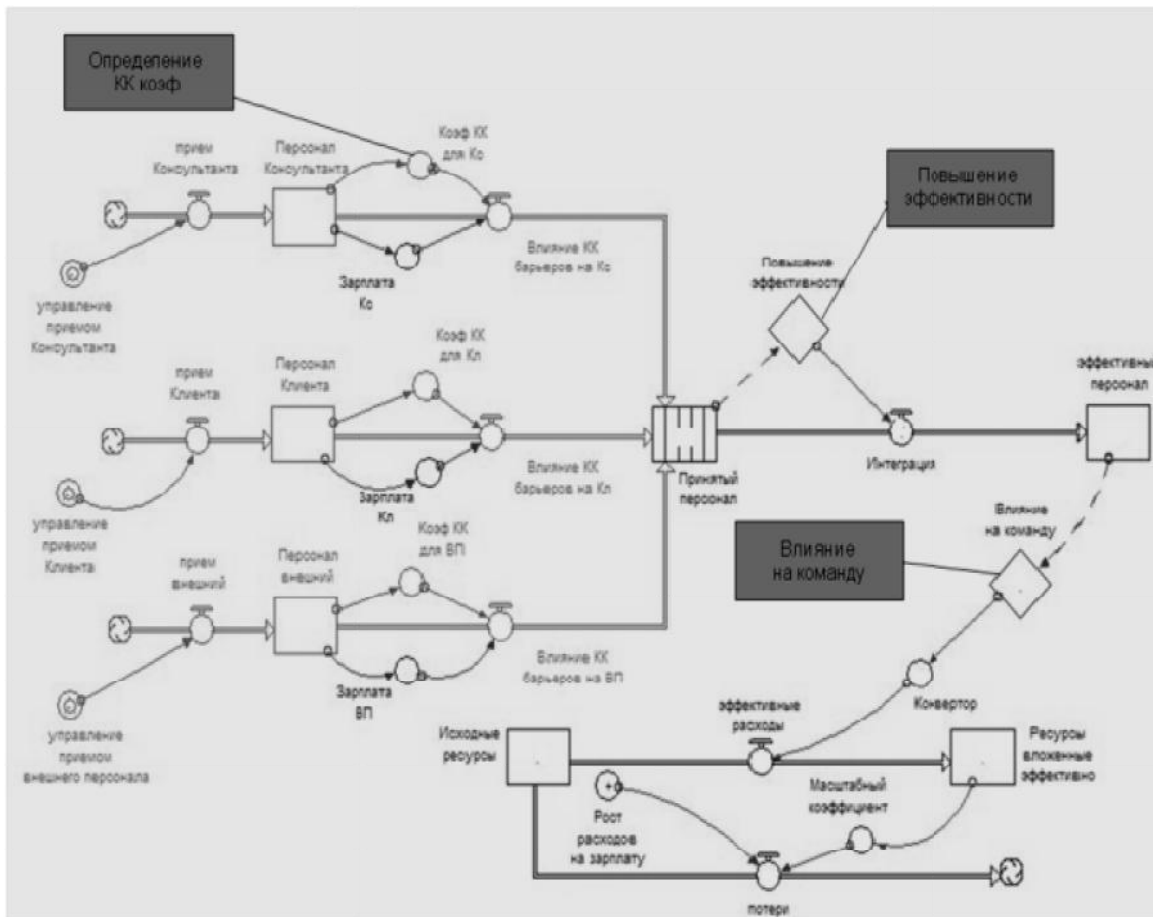 Определение
КК коэф
прием
Консультанта
Персонал
Консультанта
Коэф КК
для Кс
Повышение
эффективности
Влияние КК
барьеров на Кс
Зарплата
Кс
Повышение
эффективности
управление
приемом
Консультанта
прием
Клиента
Персонал
Клиента
Коэф КК
для Кл
эффективный
персонал
Влияние КК
барьеров на Кл
Принятый
персонал
Интеграция
Зарплата
Кл
управление
приемом
Клиента
прием
внешний
Персонал
внешний
Коэф КК
для ВП
Влияние
на команду
Влияние
на команду
Влияние КК
барьеров на ВП
Зарплата
ВП
управление
приемом
внешнего персонала
Исходные
ресурсы
эффективные
расходы
Конвертор
Ресурсы
вложенные
эффективно
Рост
расходов
на зарплату
Масштабный
коэффициент
потери